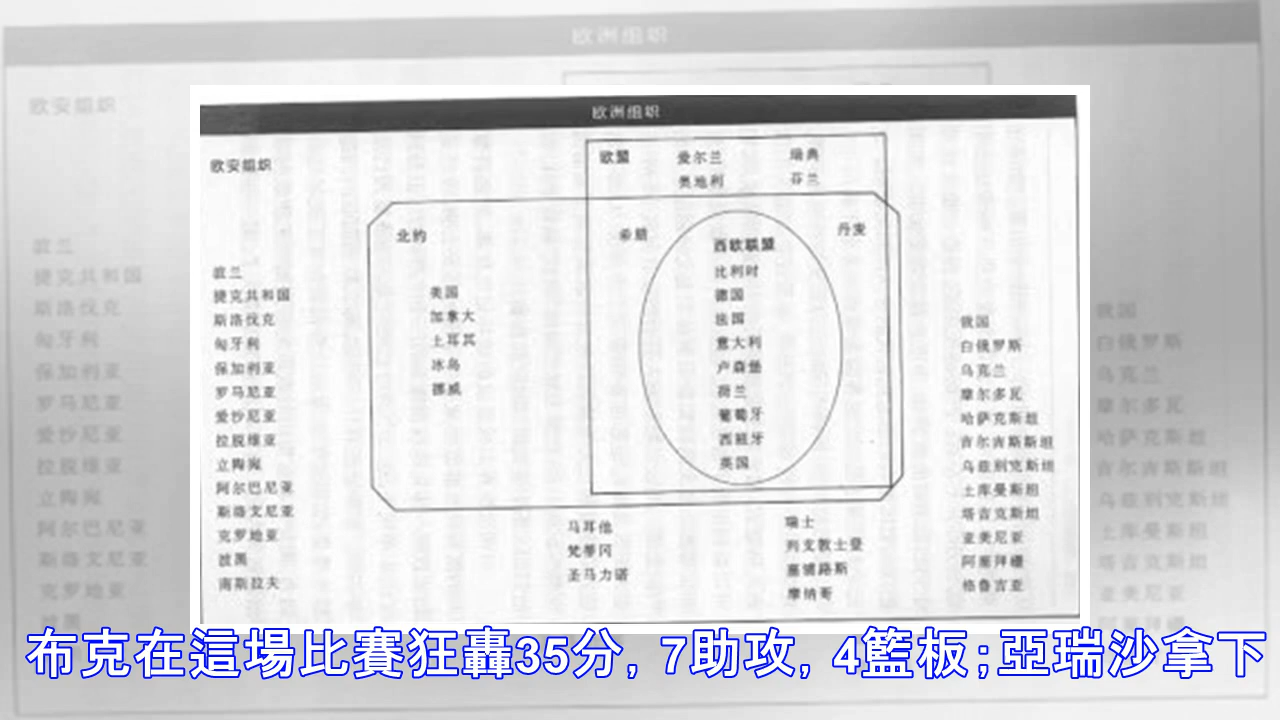 欧洲组织
欧安组织
波兰
捷克共和国
斯洛伐克
匈牙利
保加利亚
罗马尼亚
爱沙尼亚
拉脱维亚
立陶宛
阿尔巴尼亚
斯洛文尼亚
克罗地亚
波黑
南斯拉夫
北约
美国
加拿大
土耳其
冰岛
挪威
欧盟
爱尔兰
瑞典
奥地利
芬兰
希腊
丹麦
西欧联盟
比利时
德国
法国
意大利
卢森堡
荷兰
葡萄牙
西班牙
英国
马耳他
梵蒂冈
圣马力诺
瑞士
列支敦士登
塞浦路斯
摩纳哥
俄国
白俄罗斯
乌克兰
摩尔多瓦
哈萨克斯坦
吉尔吉斯斯坦
乌兹别克斯坦
土库曼斯坦
塔吉克斯坦
亚美尼亚
阿塞拜疆
格鲁吉亚
布克在這場比賽狂轟35分, 7助攻, 4籃板;亞瑞沙拿下